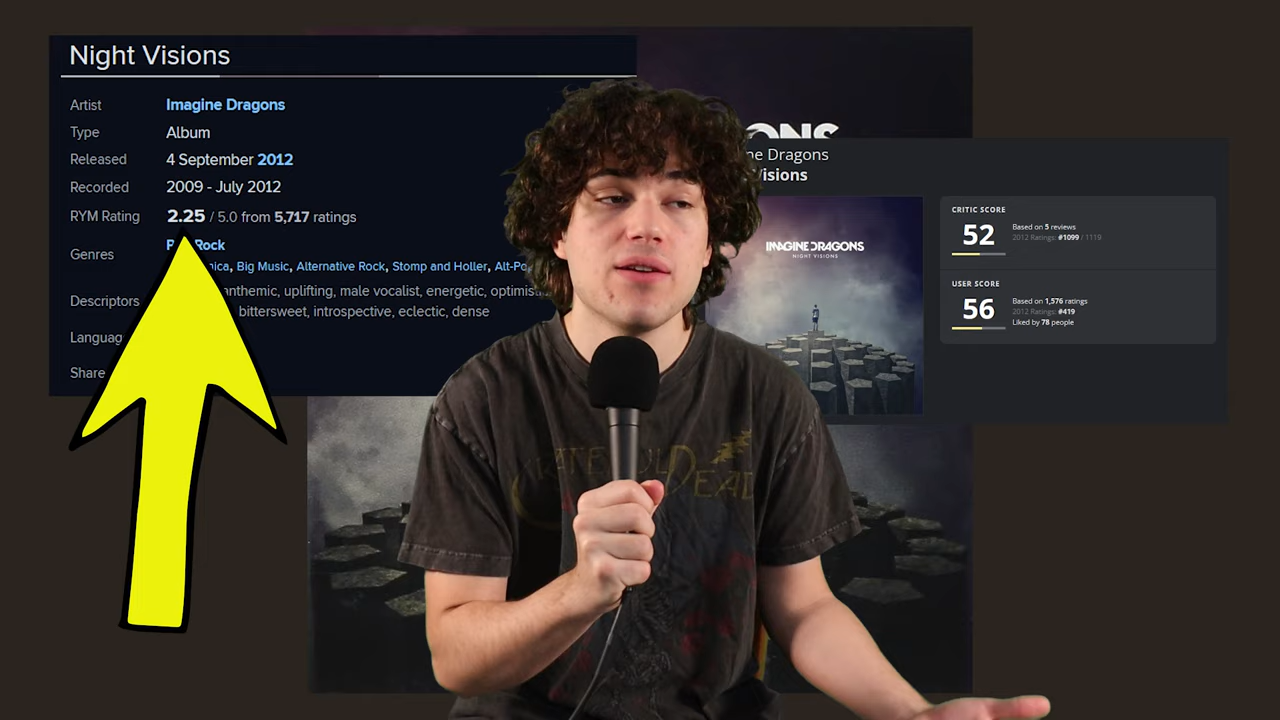 Night Visions
Artist Imagine Dragons
Type Album
Released 4 September 2012
Recorded 2009 - July 2012
RYM Rating 2.25 / 5.0 from 5,717 ratings
Genres Rock
Big Music, Alternative Rock, Stomp and Holler,
Descriptors anthemic, uplifting, male vocalist, energetic,
bittersweet, introspective, eclectic, dense
Share
Dragons
Visions
IMAGINE DRAGONS
NIGHT VISIONS
CRITIC SCORE
52 Based on 5 reviews
2012 Ratings: #1099 / 1119
USER SCORE
56 Based on 1,576 ratings
2012 Ratings: #419
Liked by 78 people
GRATEFUL DEAD